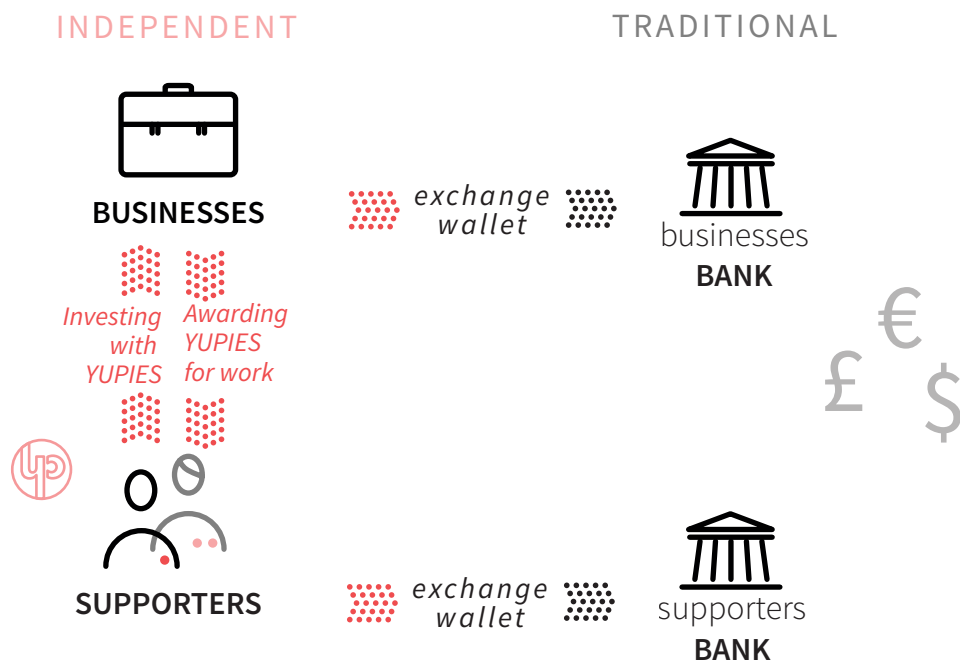 INDEPENDENT
TRADITIONAL
BUSINESSES
exchange
wallet
businesses
BANK
Investing
with
YUPIES
Awarding
YUPIES
for work
€
£
$
yp
SUPPORTERS
exchange
wallet
supporters
BANK